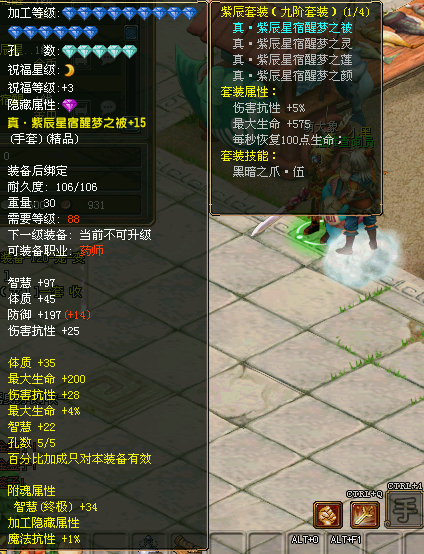 加工等级:
孔 数:
祝福星级:
祝福等级:+3
隐藏属性:
真·紫辰星宿醒梦之被+15
(手套)(精品)
装备后绑定
耐久度: 106/106
重量: 30
需要等级: 88
下一级装备: 当前不可升级
可装备职业: 药师
智慧 +97
体质 +45
防御 +197(+14)
伤害抗性 +25
体质 +35
最大生命 +200
伤害抗性 +28
最大生命 +4%
智慧 +22
孔数 5/5
百分比加成只对本装备有效
附魂属性
智慧(终极) +34
加工隐藏属性
魔法抗性 +1%
紫辰套装(九阶套装)(1/4)
真·紫辰星宿醒梦之被
真·紫辰星宿醒梦之灵
真·紫辰星宿醒梦之莲
真·紫辰星宿醒梦之颜
套装属性:
伤害抗性 +5%
最大生命 +575
每秒恢复100点生命;
套装技能:
黑暗之爪·伍
931
CTRL+Q
CTRL+1
手
ALT+O
ALT+F1